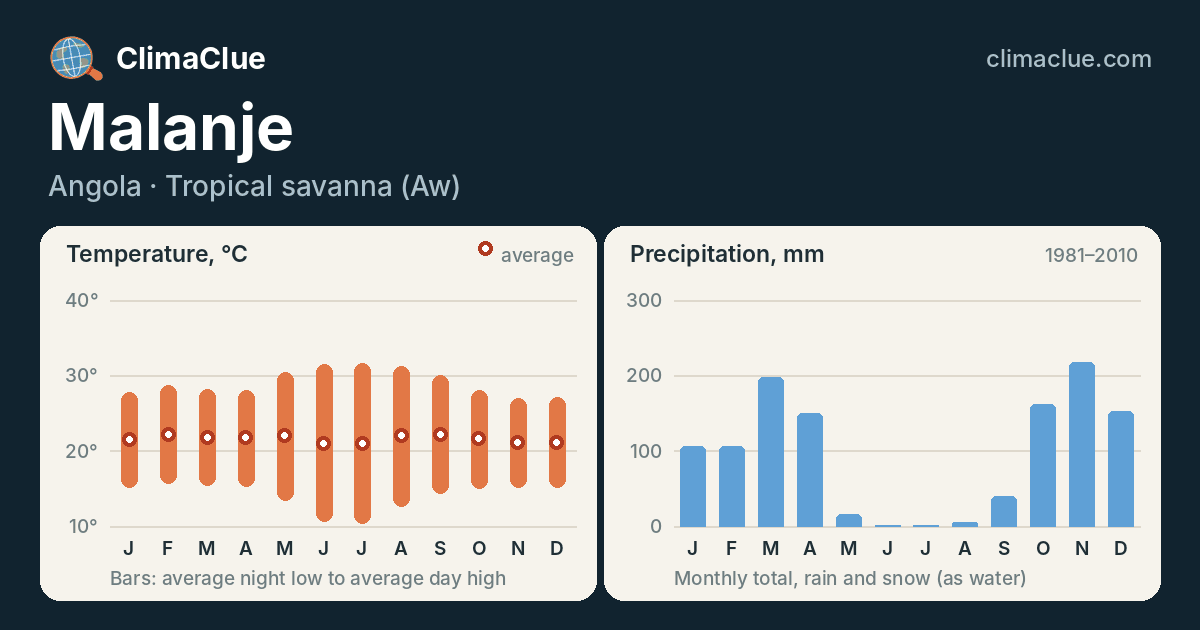 ClimaClue
climaclue.com
Malanje
Angola · Tropical savanna (Aw)
Temperature, °C
average
40°
30°
20°
10°
J F M A M J J A S O N D
Bars: average night low to average day high
Precipitation, mm
1981–2010
300
200
100
0
J F M A M J J A S O N D
Monthly total, rain and snow (as water)